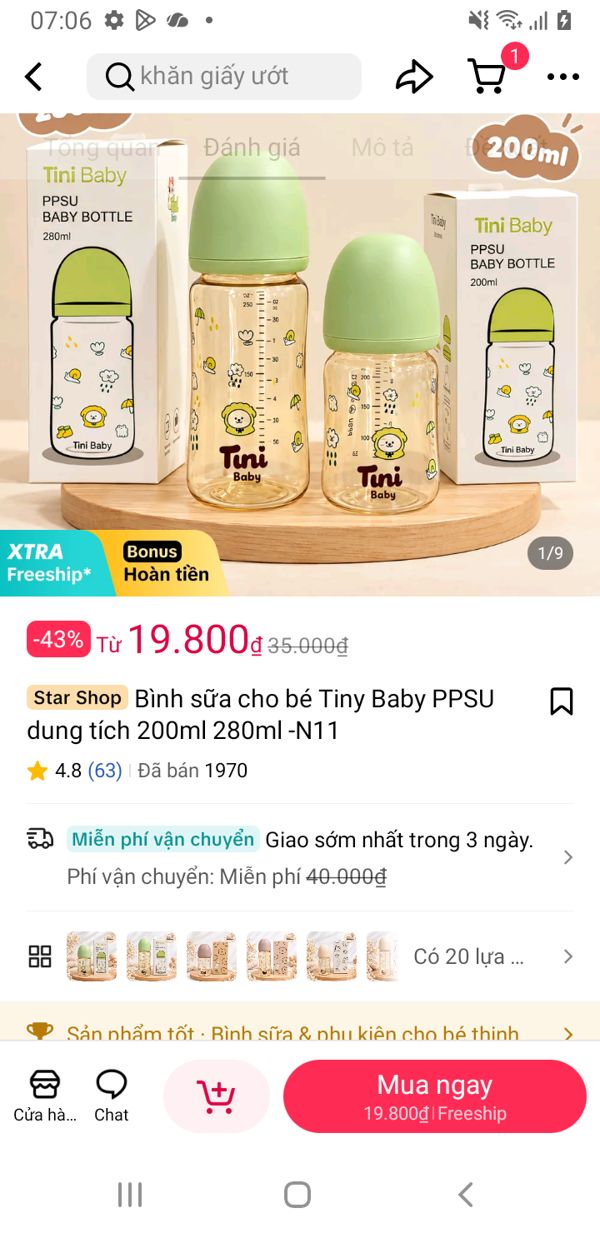 07:06
khăn giấy ướt
1
Tổng quan Đánh giá Mô tả
200ml
Tini Baby
PPSU
BABY BOTTLE
280ml
Tini Baby
Tini Baby
PPSU
BABY BOTTLE
200ml
Tini Baby
Tini
Baby
Tini
Baby
XTRA
Freeship*
Bonus
Hoàn tiền
1/9
-43% Từ 19.800₫ 35.000₫
Star Shop Bình sữa cho bé Tiny Baby PPSU
dung tích 200ml 280ml -N11
4.8 (63) Đã bán 1970
Miễn phí vận chuyển Giao sớm nhất trong 3 ngày.
Phí vận chuyển: Miễn phí 40.000₫
Có 20 lựa ...
Sản phẩm tốt · Bình sữa & phụ kiện cho bé thịnh
Cửa hà...
Chat
Mua ngay
19.800₫ | Freeship